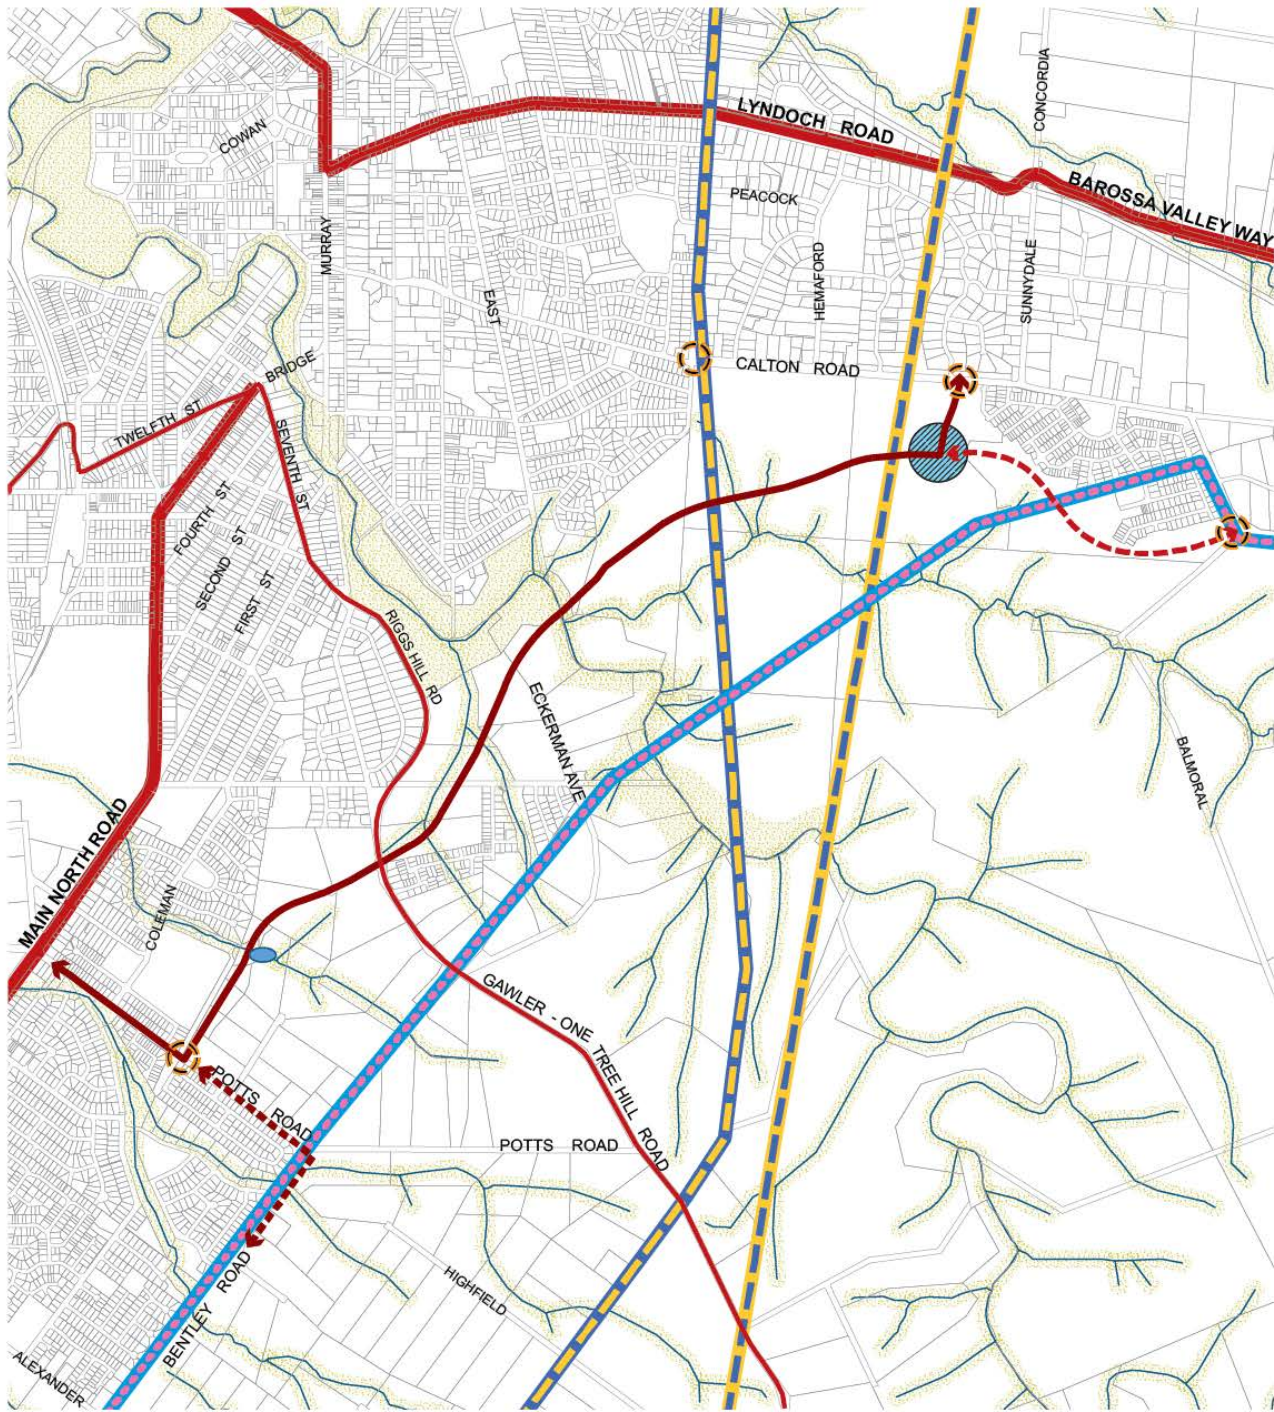 CONCORDIA
LYNDOCH ROAD
COWAN
BAROSSA VALLEY WAY
PEACOCK
MURRAY
HEMAFORD
SUNNYDALE
EAST
BRIDGE
CALTON ROAD
TWELFTH ST
SEVENTH ST
FOURTH ST
SECOND ST
FIRST ST
RIGGS HILL RD
ECKERMAN AVE
BALMORAL
MAIN NORTH ROAD
COLEMAN
GAWLER - ONE TREE HILL ROAD
POTTS ROAD
POTTS ROAD
HIGHFIELD
BENTLEY ROAD
ALEXANDER